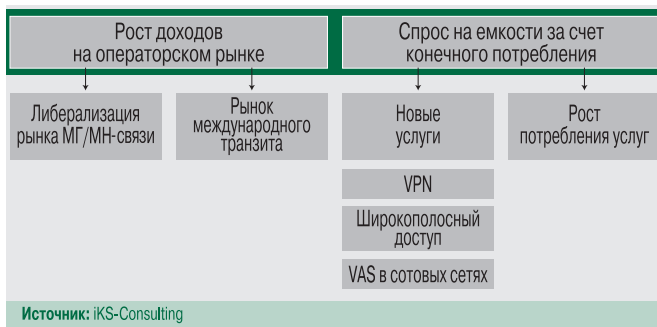 Рост доходов
на операторском рынке
Спрос на емкости за счет
конечного потребления
Либерализация
рынка МГ/МН-связи
Рынок
международного
транзита
Новые
услуги
Рост
потребления услуг
VPN
Широкополосный
доступ
VAS в сотовых сетях
Источник: iKS-Consulting